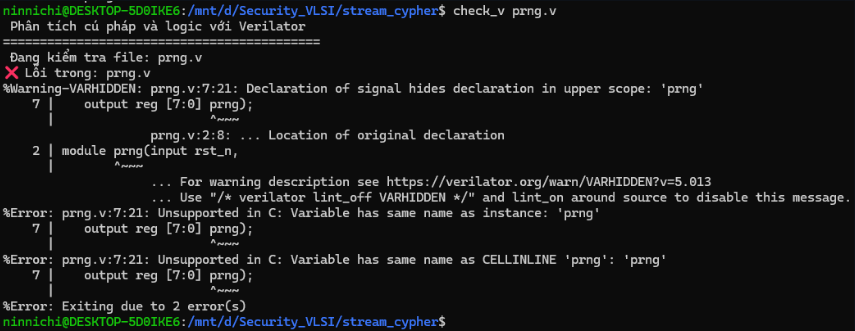 ninnichi@DESKTOP-5D0IKE6:/mnt/d/Security_VLSI/stream_cypher$ check_v prng.v
Phân tích cú pháp và logic với Verilator
==========================================
Đang kiểm tra file: prng.v
❌ Lỗi trong: prng.v
%Warning-VARHIDDEN: prng.v:7:21: Declaration of signal hides declaration in upper scope: 'prng'
    7 |    output reg [7:0] prng);
      |                     ^~~~
                   prng.v:2:8: ... Location of original declaration
    2 | module prng(input rst_n,
      |        ^~~~
                   ... For warning description see https://verilator.org/warn/VARHIDDEN?v=5.013
                   ... Use "/* verilator lint_off VARHIDDEN */" and lint_on around source to disable this message.
%Error: prng.v:7:21: Unsupported in C: Variable has same name as instance: 'prng'
    7 |    output reg [7:0] prng);
      |                     ^~~~
%Error: prng.v:7:21: Unsupported in C: Variable has same name as CELLINLINE 'prng': 'prng'
    7 |    output reg [7:0] prng);
      |                     ^~~~
%Error: Exiting due to 2 error(s)
ninnichi@DESKTOP-5D0IKE6:/mnt/d/Security_VLSI/stream_cypher$